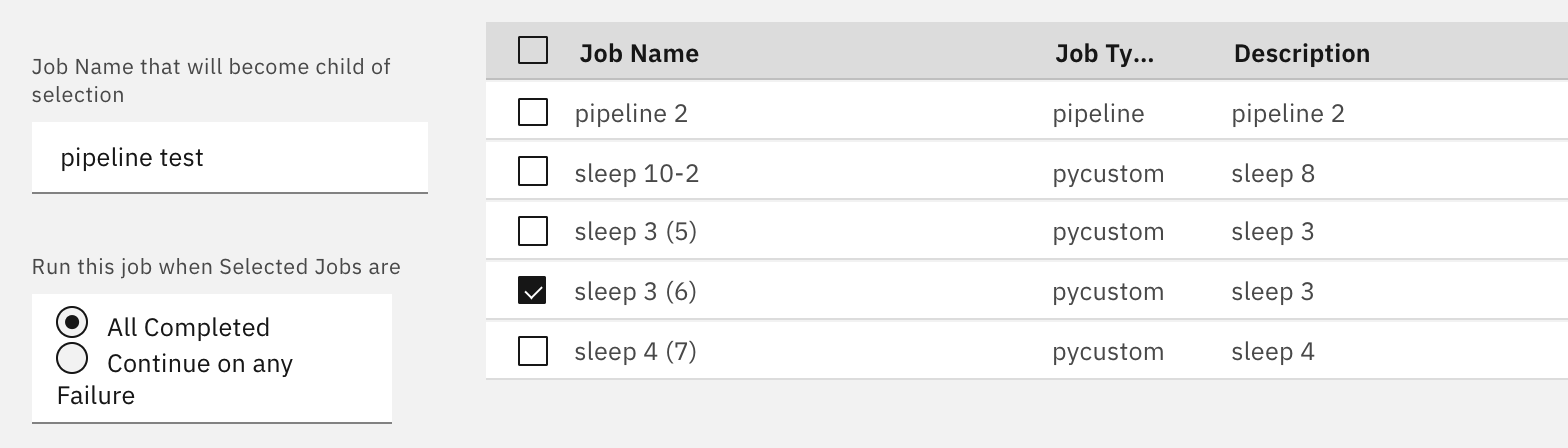 Job Name that will become child of
selection
pipeline test
Run this job when Selected Jobs are
All Completed
Continue on any
Failure
Job Name Job Ty... Description
pipeline 2 pipeline pipeline 2
sleep 10-2 pycustom sleep 8
sleep 3 (5) pycustom sleep 3
sleep 3 (6) pycustom sleep 3
sleep 4 (7) pycustom sleep 4